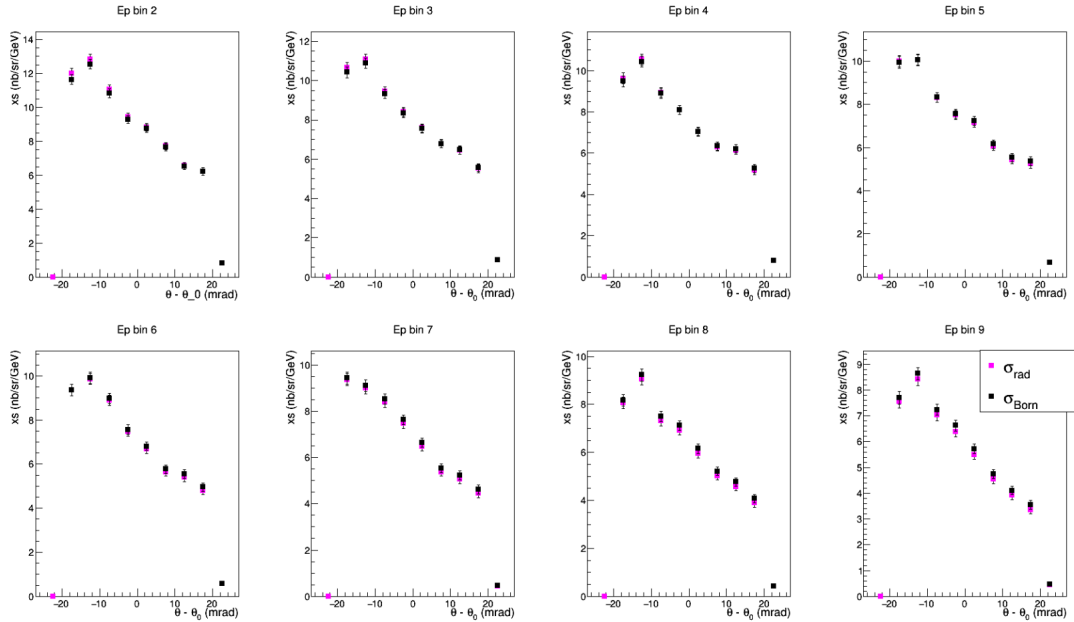 Ep bin 2
xs (nb/sr/GeV)
14
12
10
8
6
4
2
0
−20 −10 0 10 20
θ - θ_0 (mrad)
Ep bin 3
xs (nb/sr/GeV)
12
10
8
6
4
2
0
−20 −10 0 10 20
θ - θ₀ (mrad)
Ep bin 4
xs (nb/sr/GeV)
10
8
6
4
2
0
−20 −10 0 10 20
θ - θ₀ (mrad)
Ep bin 5
xs (nb/sr/GeV)
10
8
6
4
2
0
−20 −10 0 10 20
θ - θ₀ (mrad)
Ep bin 6
xs (nb/sr/GeV)
10
8
6
4
2
0
−20 −10 0 10 20
θ - θ₀ (mrad)
Ep bin 7
xs (nb/sr/GeV)
10
8
6
4
2
0
−20 −10 0 10 20
θ - θ₀ (mrad)
Ep bin 8
xs (nb/sr/GeV)
10
8
6
4
2
0
−20 −10 0 10 20
θ - θ₀ (mrad)
Ep bin 9
xs (nb/sr/GeV)
9
8
7
6
5
4
3
2
1
0
−20 −10 0 10 20
θ - θ₀ (mrad)
σrad
σBorn